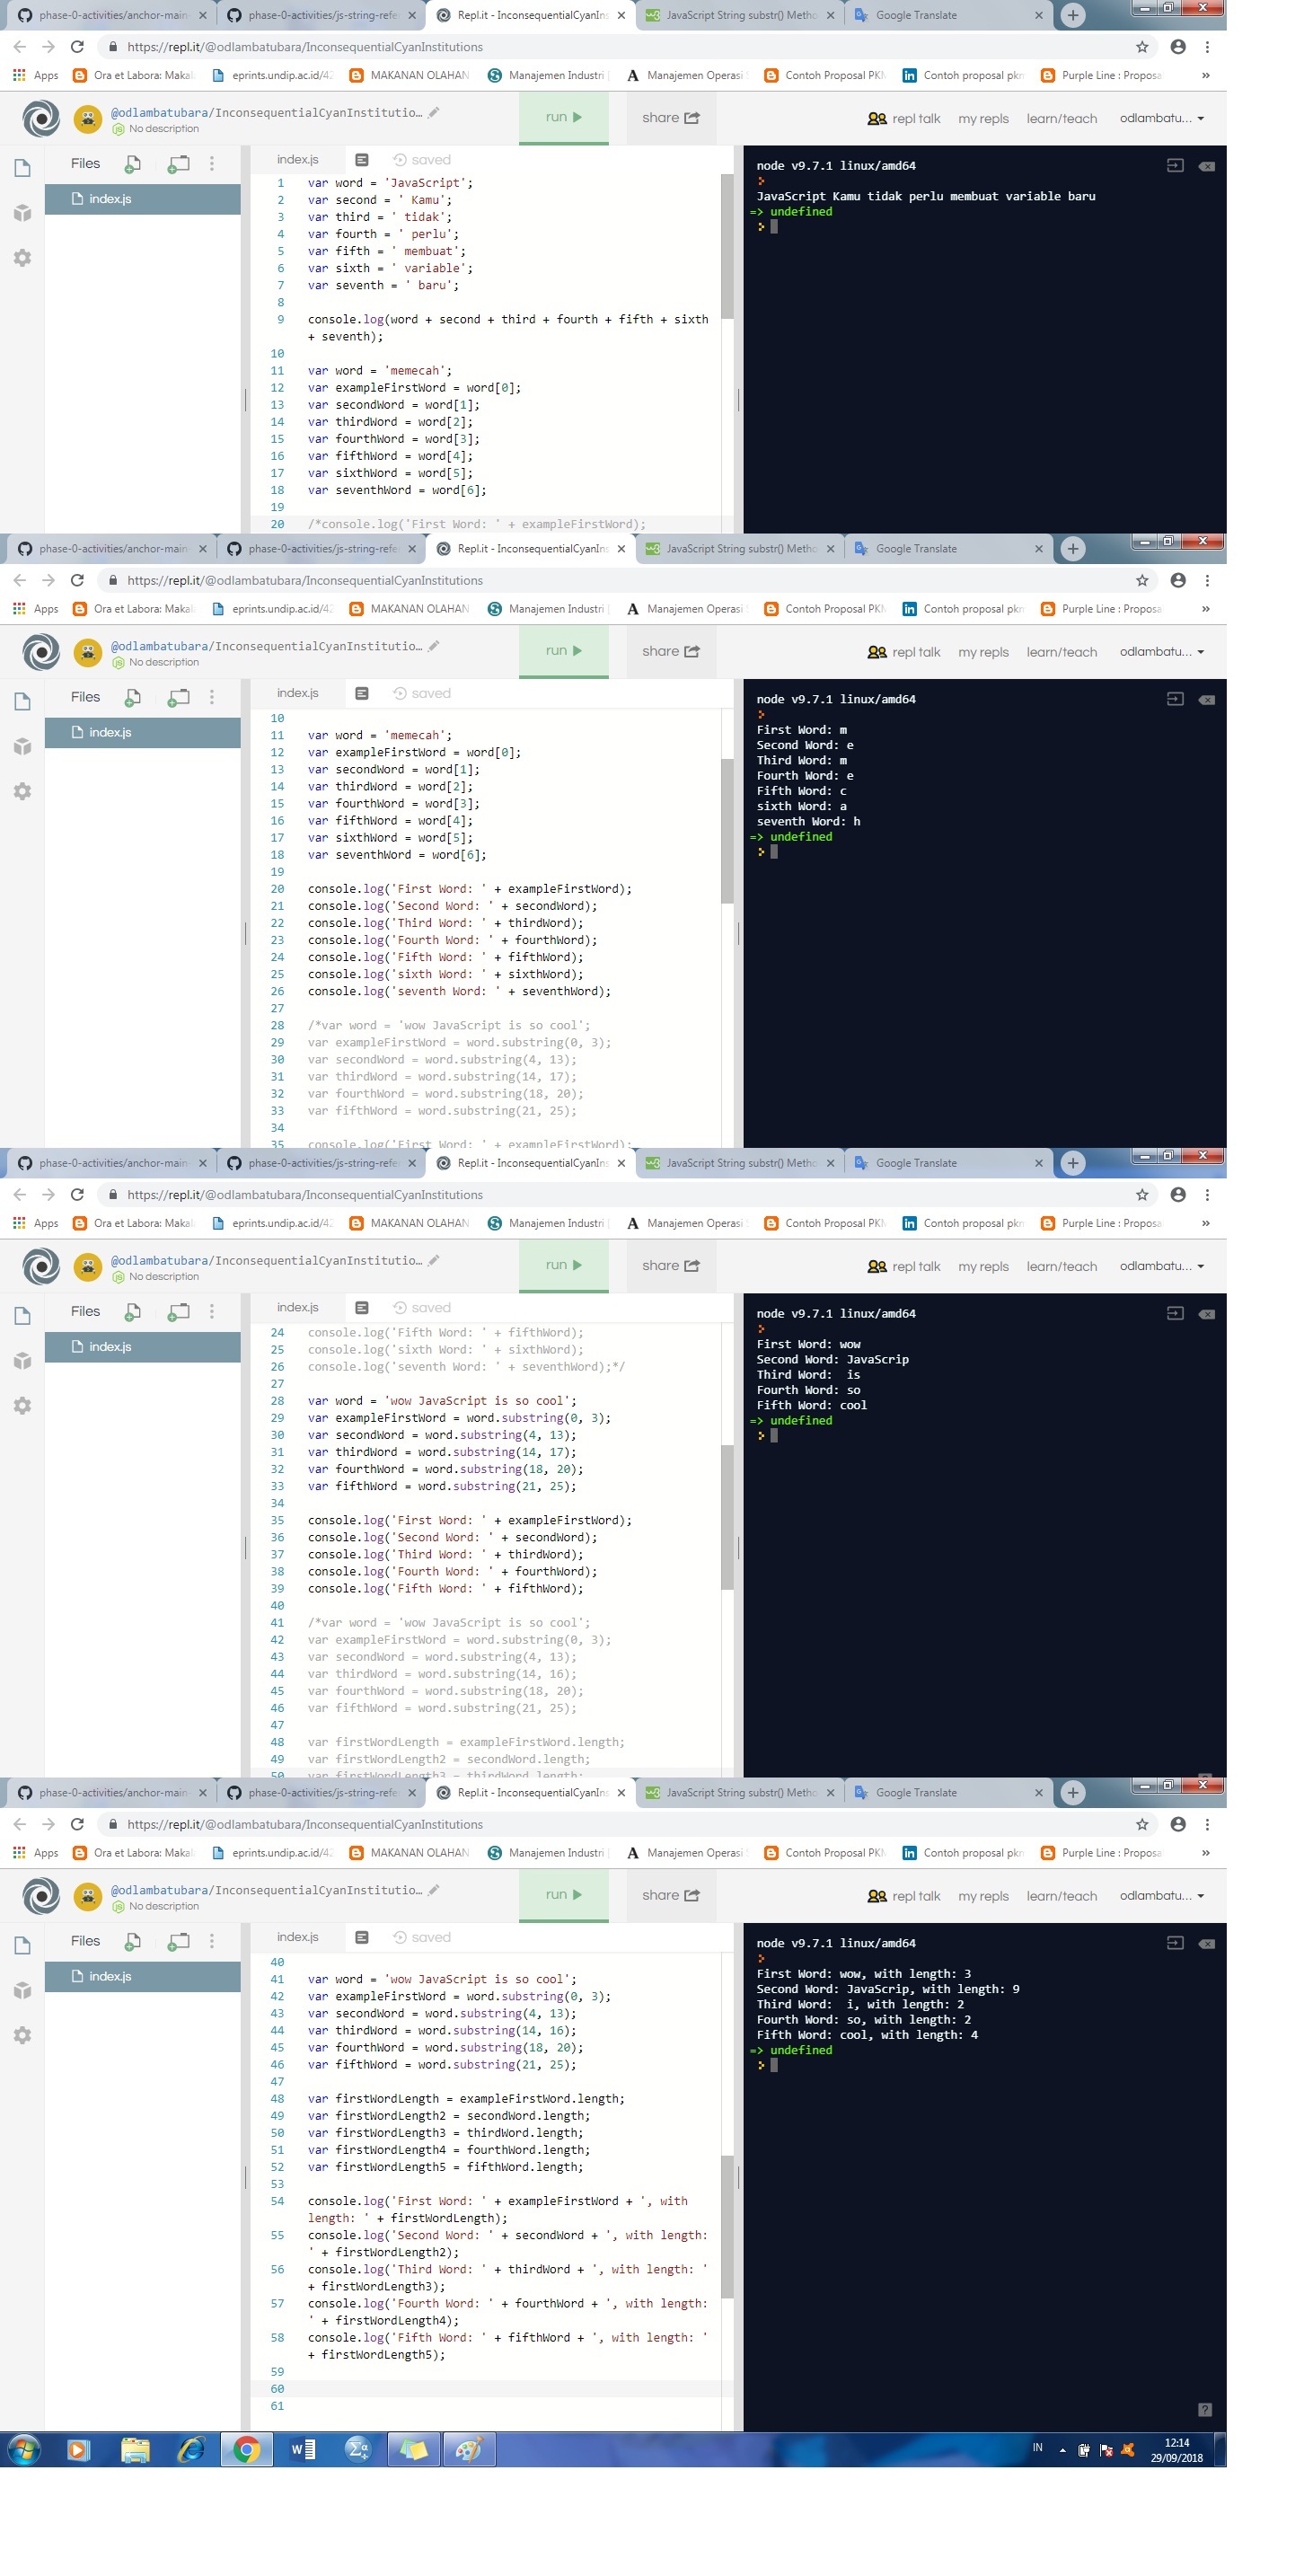 phase-0-activities/anchor-main- phase-0-activities/js-string-refe Repl.it - InconsequentialCyanIns JavaScript String substr() Metho Google Translate
https://repl.it/@odlambatubara/InconsequentialCyanInstitutions
Apps Ora et Labora: Makal eprints.undip.ac.id/42 MAKANAN OLAHAN Manajemen Industri | Manajemen Operasi Contoh Proposal PKM Contoh proposal pkm Purple Line : Proposa »
@odlambatubara/InconsequentialCyanInstitutio… run share repl talk my repls learn/teach odlambatu...
No description
Files index.js saved
index.js
1 var word = 'JavaScript';
2 var second = ' Kamu';
3 var third = ' tidak';
4 var fourth = ' perlu';
5 var fifth = ' membuat';
6 var sixth = ' variable';
7 var seventh = ' baru';
8
9 console.log(word + second + third + fourth + fifth + sixth
+ seventh);
10
11 var word = 'memecah';
12 var exampleFirstWord = word[0];
13 var secondWord = word[1];
14 var thirdWord = word[2];
15 var fourthWord = word[3];
16 var fifthWord = word[4];
17 var sixthWord = word[5];
18 var seventhWord = word[6];
19
20 /*console.log('First Word: ' + exampleFirstWord);
node v9.7.1 linux/amd64
JavaScript Kamu tidak perlu membuat variable baru
=> undefined
phase-0-activities/anchor-main- phase-0-activities/js-string-refe Repl.it - InconsequentialCyanIns JavaScript String substr() Metho Google Translate
https://repl.it/@odlambatubara/InconsequentialCyanInstitutions
Apps Ora et Labora: Makal eprints.undip.ac.id/42 MAKANAN OLAHAN Manajemen Industri | Manajemen Operasi Contoh Proposal PKM Contoh proposal pkm Purple Line : Proposa »
@odlambatubara/InconsequentialCyanInstitutio… run share repl talk my repls learn/teach odlambatu...
No description
Files index.js saved
index.js
10
11 var word = 'memecah';
12 var exampleFirstWord = word[0];
13 var secondWord = word[1];
14 var thirdWord = word[2];
15 var fourthWord = word[3];
16 var fifthWord = word[4];
17 var sixthWord = word[5];
18 var seventhWord = word[6];
19
20 console.log('First Word: ' + exampleFirstWord);
21 console.log('Second Word: ' + secondWord);
22 console.log('Third Word: ' + thirdWord);
23 console.log('Fourth Word: ' + fourthWord);
24 console.log('Fifth Word: ' + fifthWord);
25 console.log('sixth Word: ' + sixthWord);
26 console.log('seventh Word: ' + seventhWord);
27
28 /*var word = 'wow JavaScript is so cool';
29 var exampleFirstWord = word.substring(0, 3);
30 var secondWord = word.substring(4, 13);
31 var thirdWord = word.substring(14, 17);
32 var fourthWord = word.substring(18, 20);
33 var fifthWord = word.substring(21, 25);
34
35 console.log('First Word: ' + exampleFirstWord);
node v9.7.1 linux/amd64
First Word: m
Second Word: e
Third Word: m
Fourth Word: e
Fifth Word: c
sixth Word: a
seventh Word: h
=> undefined
phase-0-activities/anchor-main- phase-0-activities/js-string-refe Repl.it - InconsequentialCyanIns JavaScript String substr() Metho Google Translate
https://repl.it/@odlambatubara/InconsequentialCyanInstitutions
Apps Ora et Labora: Makal eprints.undip.ac.id/42 MAKANAN OLAHAN Manajemen Industri | Manajemen Operasi Contoh Proposal PKM Contoh proposal pkm Purple Line : Proposa »
@odlambatubara/InconsequentialCyanInstitutio… run share repl talk my repls learn/teach odlambatu...
No description
Files index.js saved
index.js
24 console.log('Fifth Word: ' + fifthWord);
25 console.log('sixth Word: ' + sixthWord);
26 console.log('seventh Word: ' + seventhWord);*/
27
28 var word = 'wow JavaScript is so cool';
29 var exampleFirstWord = word.substring(0, 3);
30 var secondWord = word.substring(4, 13);
31 var thirdWord = word.substring(14, 17);
32 var fourthWord = word.substring(18, 20);
33 var fifthWord = word.substring(21, 25);
34
35 console.log('First Word: ' + exampleFirstWord);
36 console.log('Second Word: ' + secondWord);
37 console.log('Third Word: ' + thirdWord);
38 console.log('Fourth Word: ' + fourthWord);
39 console.log('Fifth Word: ' + fifthWord);
40
41 /*var word = 'wow JavaScript is so cool';
42 var exampleFirstWord = word.substring(0, 3);
43 var secondWord = word.substring(4, 13);
44 var thirdWord = word.substring(14, 16);
45 var fourthWord = word.substring(18, 20);
46 var fifthWord = word.substring(21, 25);
47
48 var firstWordLength = exampleFirstWord.length;
49 var firstWordLength2 = secondWord.length;
50 var firstWordLength3 = thirdWord.length;
node v9.7.1 linux/amd64
First Word: wow
Second Word: JavaScrip
Third Word:  is
Fourth Word: so
Fifth Word: cool
=> undefined
phase-0-activities/anchor-main- phase-0-activities/js-string-refe Repl.it - InconsequentialCyanIns JavaScript String substr() Metho Google Translate
https://repl.it/@odlambatubara/InconsequentialCyanInstitutions
Apps Ora et Labora: Makal eprints.undip.ac.id/42 MAKANAN OLAHAN Manajemen Industri | Manajemen Operasi Contoh Proposal PKM Contoh proposal pkm Purple Line : Proposa »
@odlambatubara/InconsequentialCyanInstitutio… run share repl talk my repls learn/teach odlambatu...
No description
Files index.js saved
index.js
40
41 var word = 'wow JavaScript is so cool';
42 var exampleFirstWord = word.substring(0, 3);
43 var secondWord = word.substring(4, 13);
44 var thirdWord = word.substring(14, 16);
45 var fourthWord = word.substring(18, 20);
46 var fifthWord = word.substring(21, 25);
47
48 var firstWordLength = exampleFirstWord.length;
49 var firstWordLength2 = secondWord.length;
50 var firstWordLength3 = thirdWord.length;
51 var firstWordLength4 = fourthWord.length;
52 var firstWordLength5 = fifthWord.length;
53
54 console.log('First Word: ' + exampleFirstWord + ', with
length: ' + firstWordLength);
55 console.log('Second Word: ' + secondWord + ', with length:
' + firstWordLength2);
56 console.log('Third Word: ' + thirdWord + ', with length: '
+ firstWordLength3);
57 console.log('Fourth Word: ' + fourthWord + ', with length:
' + firstWordLength4);
58 console.log('Fifth Word: ' + fifthWord + ', with length: '
+ firstWordLength5);
59
60
61
node v9.7.1 linux/amd64
First Word: wow, with length: 3
Second Word: JavaScrip, with length: 9
Third Word:  i, with length: 2
Fourth Word: so, with length: 2
Fifth Word: cool, with length: 4
=> undefined
?
IN 12:14
29/09/2018